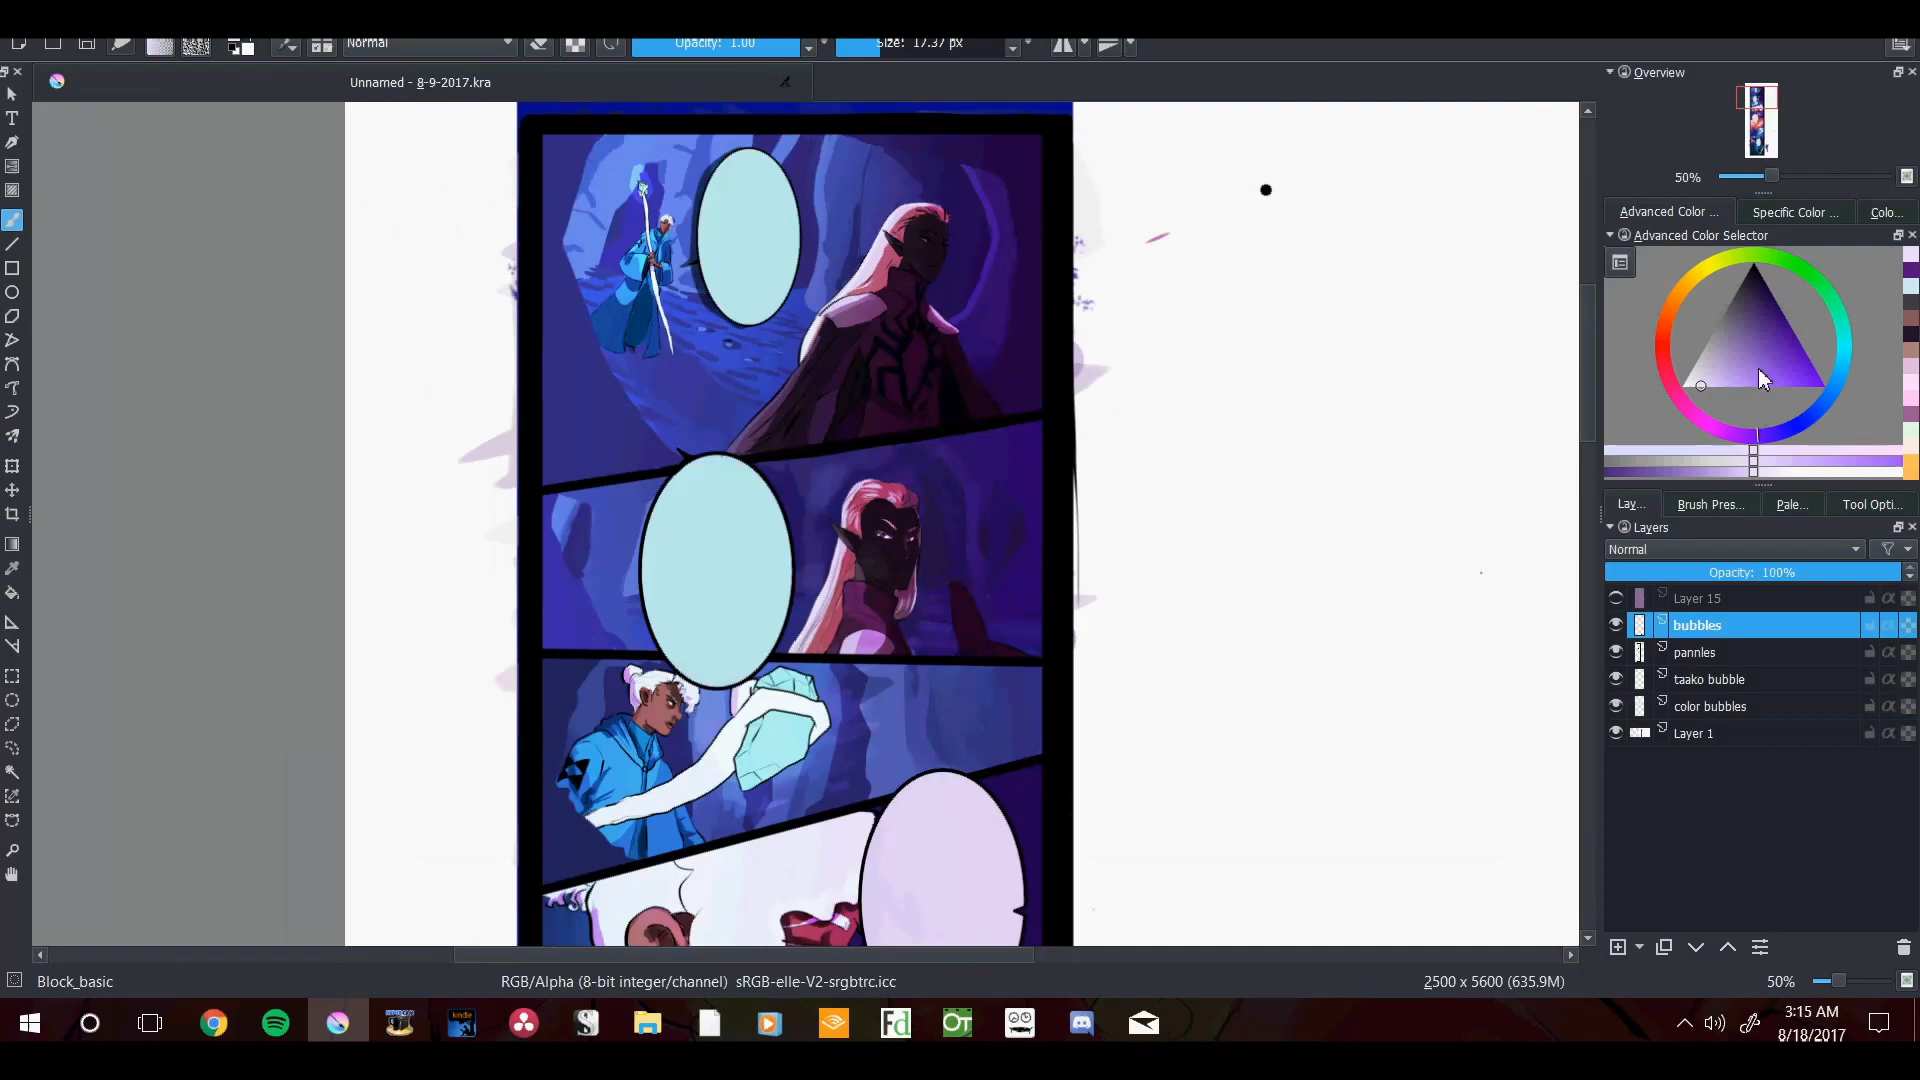 Normal
Opacity: 1.00
Size: 17.37 px
Unnamed - 8-9-2017.kra
Overview
50%
Advanced Color ...
Specific Color ...
Colo...
Advanced Color Selector
Lay...
Brush Pres...
Pale...
Tool Opti...
Layers
Normal
Opacity: 100%
Layer 15
bubbles
pannles
taako bubble
color bubbles
Layer 1
Block_basic
RGB/Alpha (8-bit integer/channel) sRGB-elle-V2-srgbtrc.icc
2500 x 5600 (635.9M)
50%
kindle
Fd
OT
3:15 AM
8/18/2017